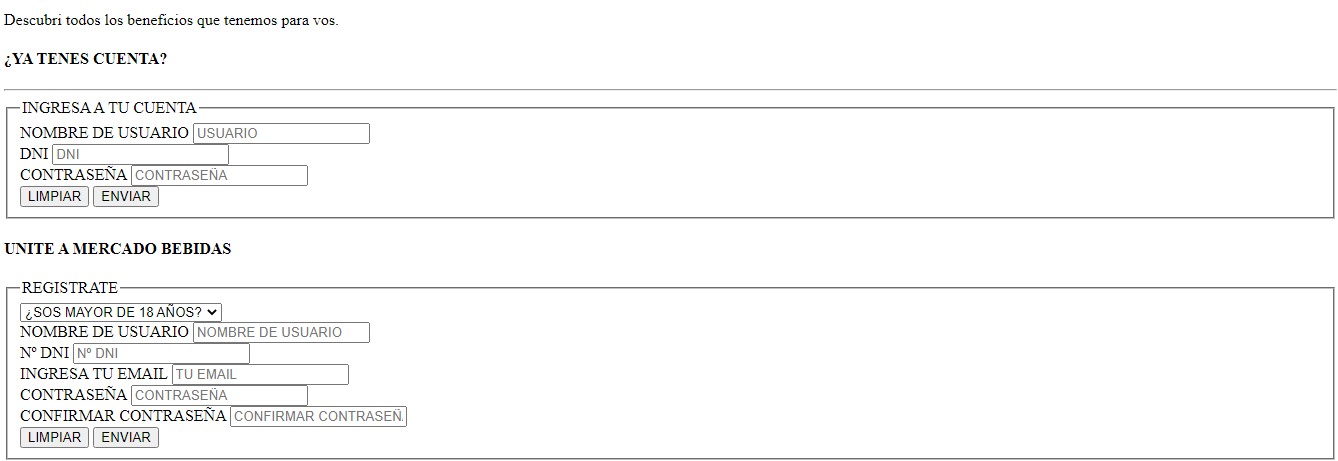 Descubri todos los beneficios que tenemos para vos.
¿YA TENES CUENTA?
INGRESA A TU CUENTA
NOMBRE DE USUARIO USUARIO
DNI DNI
CONTRASEÑA CONTRASEÑA
LIMPIAR ENVIAR
UNITE A MERCADO BEBIDAS
REGISTRATE
¿SOS MAYOR DE 18 AÑOS?
NOMBRE DE USUARIO NOMBRE DE USUARIO
Nº DNI Nº DNI
INGRESA TU EMAIL TU EMAIL
CONTRASEÑA CONTRASEÑA
CONFIRMAR CONTRASEÑA CONFIRMAR CONTRASEÑ
LIMPIAR ENVIAR